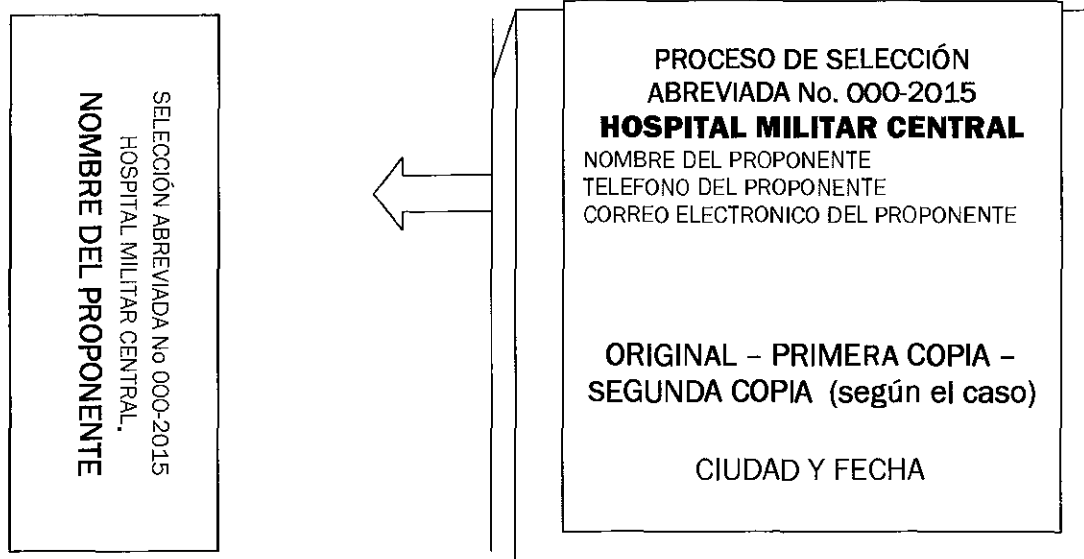 SELECCIÓN ABREVIADA No 000-2015
HOSPITAL MILITAR CENTRAL.
NOMBRE DEL PROPONENTE
PROCESO DE SELECCIÓN
ABREVIADA No. 000-2015
HOSPITAL MILITAR CENTRAL
NOMBRE DEL PROPONENTE
TELEFONO DEL PROPONENTE
CORREO ELECTRONICO DEL PROPONENTE
ORIGINAL – PRIMERA COPIA –
SEGUNDA COPIA (según el caso)
CIUDAD Y FECHA